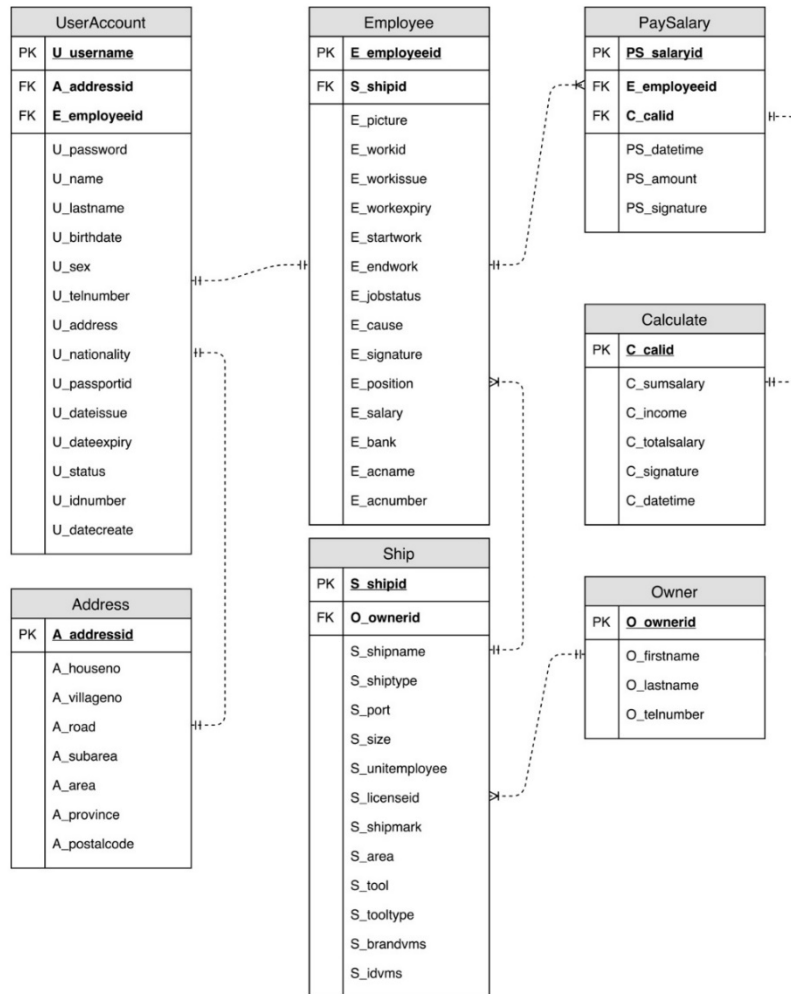 UserAccount
PK U_username
FK A_addressid
FK E_employeeid
U_password
U_name
U_lastname
U_birthdate
U_sex
U_telnumber
U_address
U_nationality
U_passportid
U_dateissue
U_dateexpiry
U_status
U_idnumber
U_datecreate
Address
PK A_addressid
A_houseno
A_villageno
A_road
A_subarea
A_area
A_province
A_postalcode
Employee
PK E_employeeid
FK S_shipid
E_picture
E_workid
E_workissue
E_workexpiry
E_startwork
E_endwork
E_jobstatus
E_cause
E_signature
E_position
E_salary
E_bank
E_acname
E_acnumber
Ship
PK S_shipid
FK O_ownerid
S_shipname
S_shiptype
S_port
S_size
S_unitemployee
S_licenseid
S_shipmark
S_area
S_tool
S_tooltype
S_brandvms
S_idvms
PaySalary
PK PS_salaryid
FK E_employeeid
FK C_calid
PS_datetime
PS_amount
PS_signature
Calculate
PK C_calid
C_sumsalary
C_income
C_totalsalary
C_signature
C_datetime
Owner
PK O_ownerid
O_firstname
O_lastname
O_telnumber